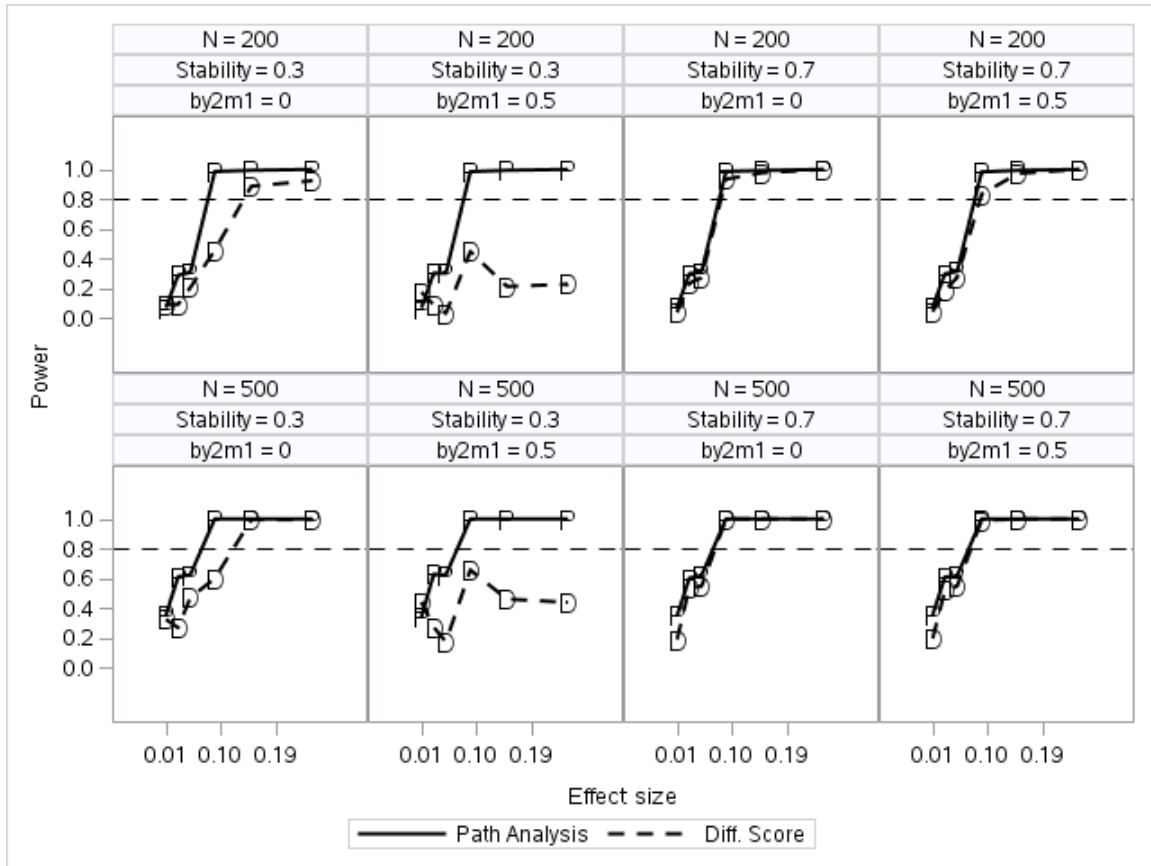 N = 200 N = 200 N = 200 N = 200
Stability = 0.3 Stability = 0.3 Stability = 0.7 Stability = 0.7
by2m1 = 0 by2m1 = 0.5 by2m1 = 0 by2m1 = 0.5
1.0
0.8
0.6
0.4
0.2
0.0
Power
N = 500 N = 500 N = 500 N = 500
Stability = 0.3 Stability = 0.3 Stability = 0.7 Stability = 0.7
by2m1 = 0 by2m1 = 0.5 by2m1 = 0 by2m1 = 0.5
1.0
0.8
0.6
0.4
0.2
0.0
0.01 0.10 0.19 0.01 0.10 0.19 0.01 0.10 0.19 0.01 0.10 0.19
Effect size
Path Analysis Diff. Score